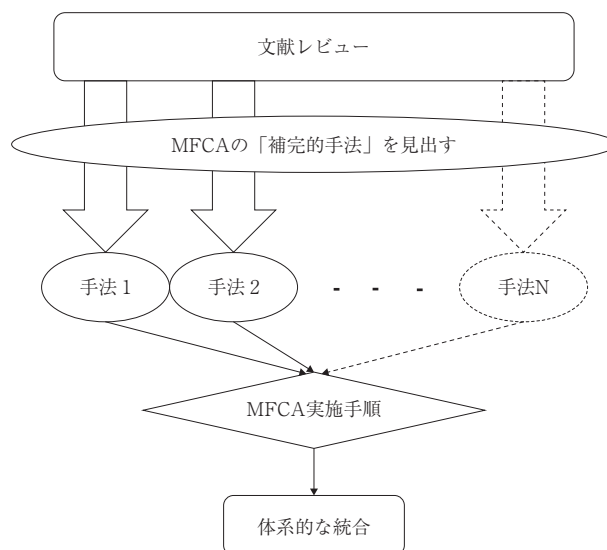 文献レビュー
MFCAの「補完的手法」を見出す
手法 1
手法 2
- - -
手法N
MFCA実施手順
体系的な統合